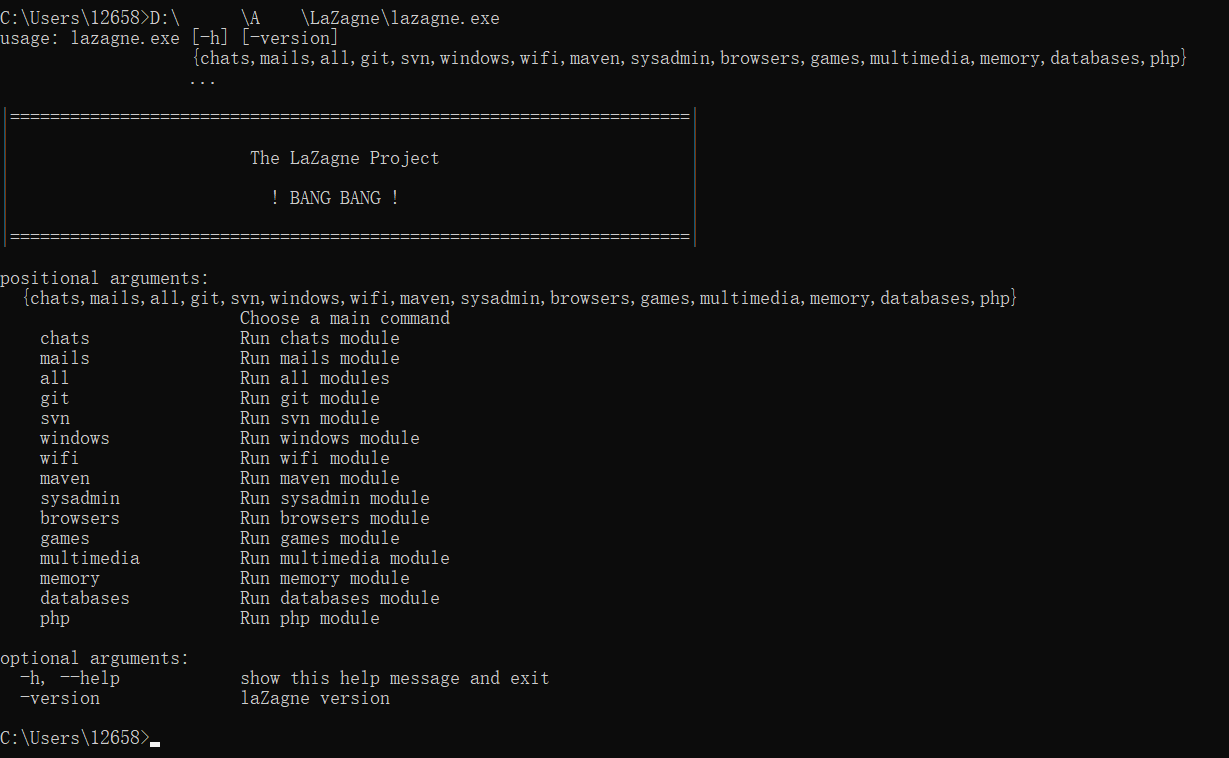 C:\Users\12658>D:\ \A \LaZagne\lazagne.exe
usage: lazagne.exe [-h] [-version]
{chats,mails,all,git,svn,windows,wifi,maven,sysadmin,browsers,games,multimedia,memory,databases,php}
...
|====================================================================|
The LaZagne Project
! BANG BANG !
|====================================================================|
positional arguments:
{chats,mails,all,git,svn,windows,wifi,maven,sysadmin,browsers,games,multimedia,memory,databases,php}
Choose a main command
chats Run chats module
mails Run mails module
all Run all modules
git Run git module
svn Run svn module
windows Run windows module
wifi Run wifi module
maven Run maven module
sysadmin Run sysadmin module
browsers Run browsers module
games Run games module
multimedia Run multimedia module
memory Run memory module
databases Run databases module
php Run php module
optional arguments:
-h, --help show this help message and exit
-version laZagne version
C:\Users\12658>